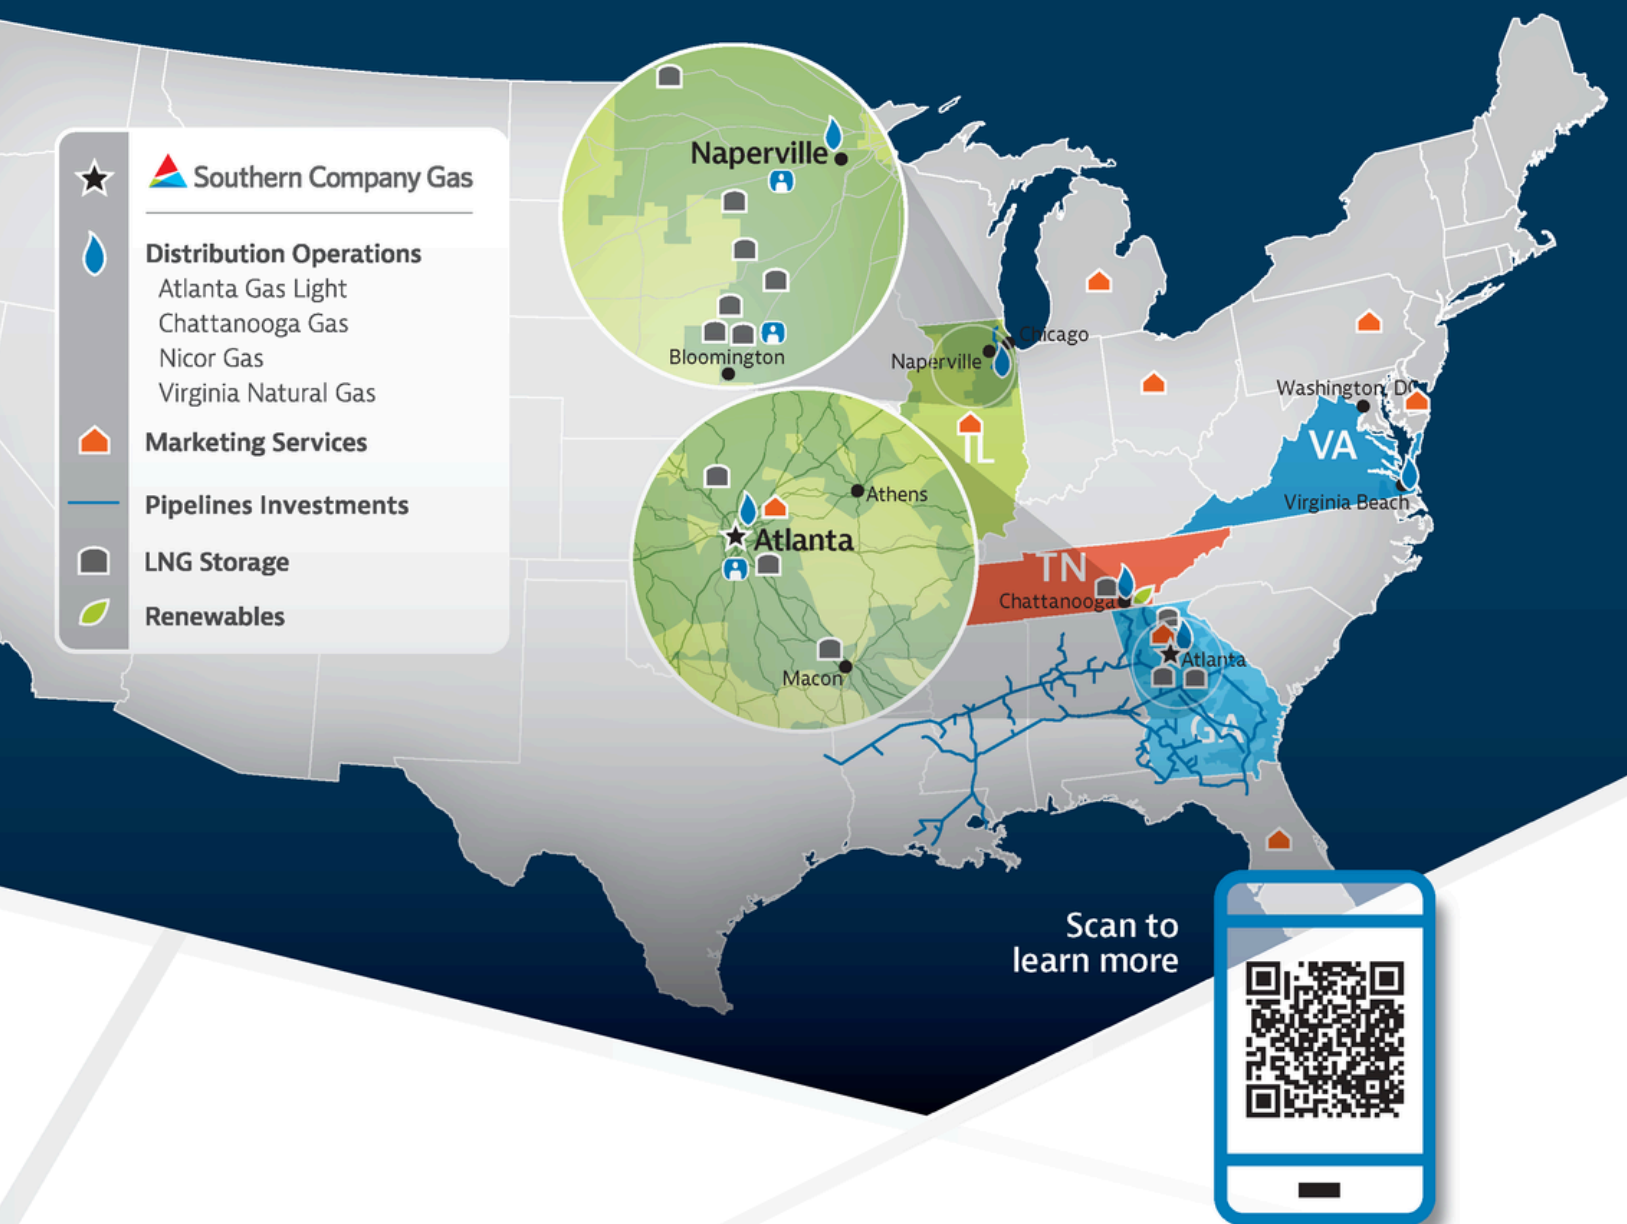 Southern Company Gas
Distribution Operations
Atlanta Gas Light
Chattanooga Gas
Nicor Gas
Virginia Natural Gas
Marketing Services
Pipelines Investments
LNG Storage
Renewables
Naperville
Bloomington
Athens
Atlanta
Macon
Chicago
Naperville
IL
Washington, DC
VA
Virginia Beach
TN
Chattanooga
Atlanta
GA
Scan to
learn more